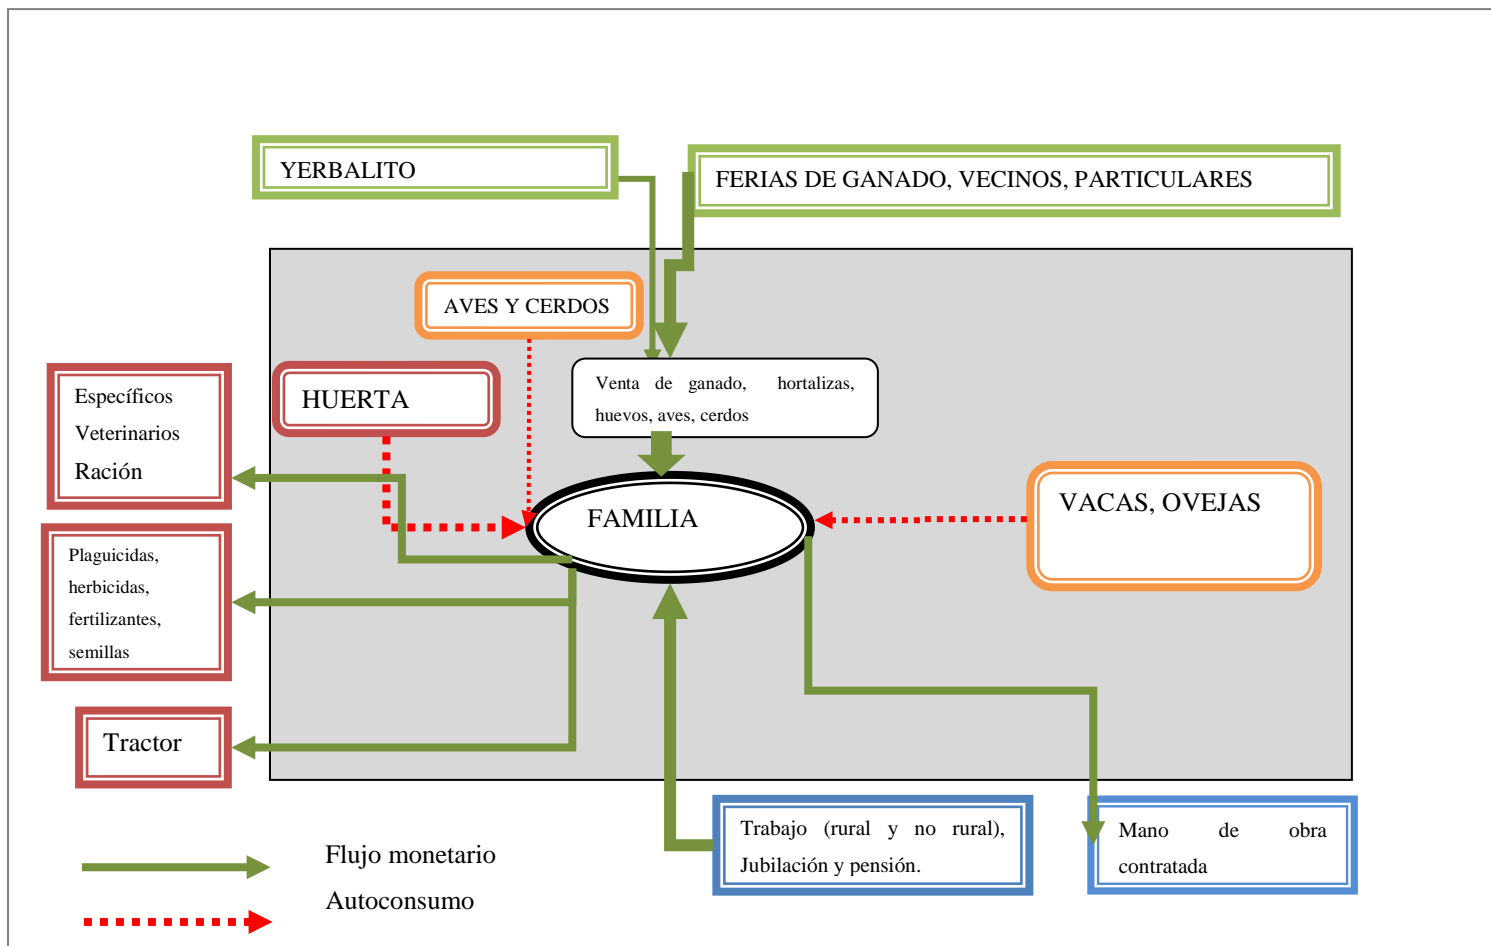 YERBALITO
FERIAS DE GANADO, VECINOS, PARTICULARES
AVES Y CERDOS
HUERTA
Venta de ganado, hortalizas,
huevos, aves, cerdos
Específicos
Veterinarios
Ración
FAMILIA
VACAS, OVEJAS
Plaguicidas,
herbicidas,
fertilizantes,
semillas
Tractor
Trabajo (rural y no rural),
Jubilación y pensión.
Mano de obra
contratada
Flujo monetario
Autoconsumo